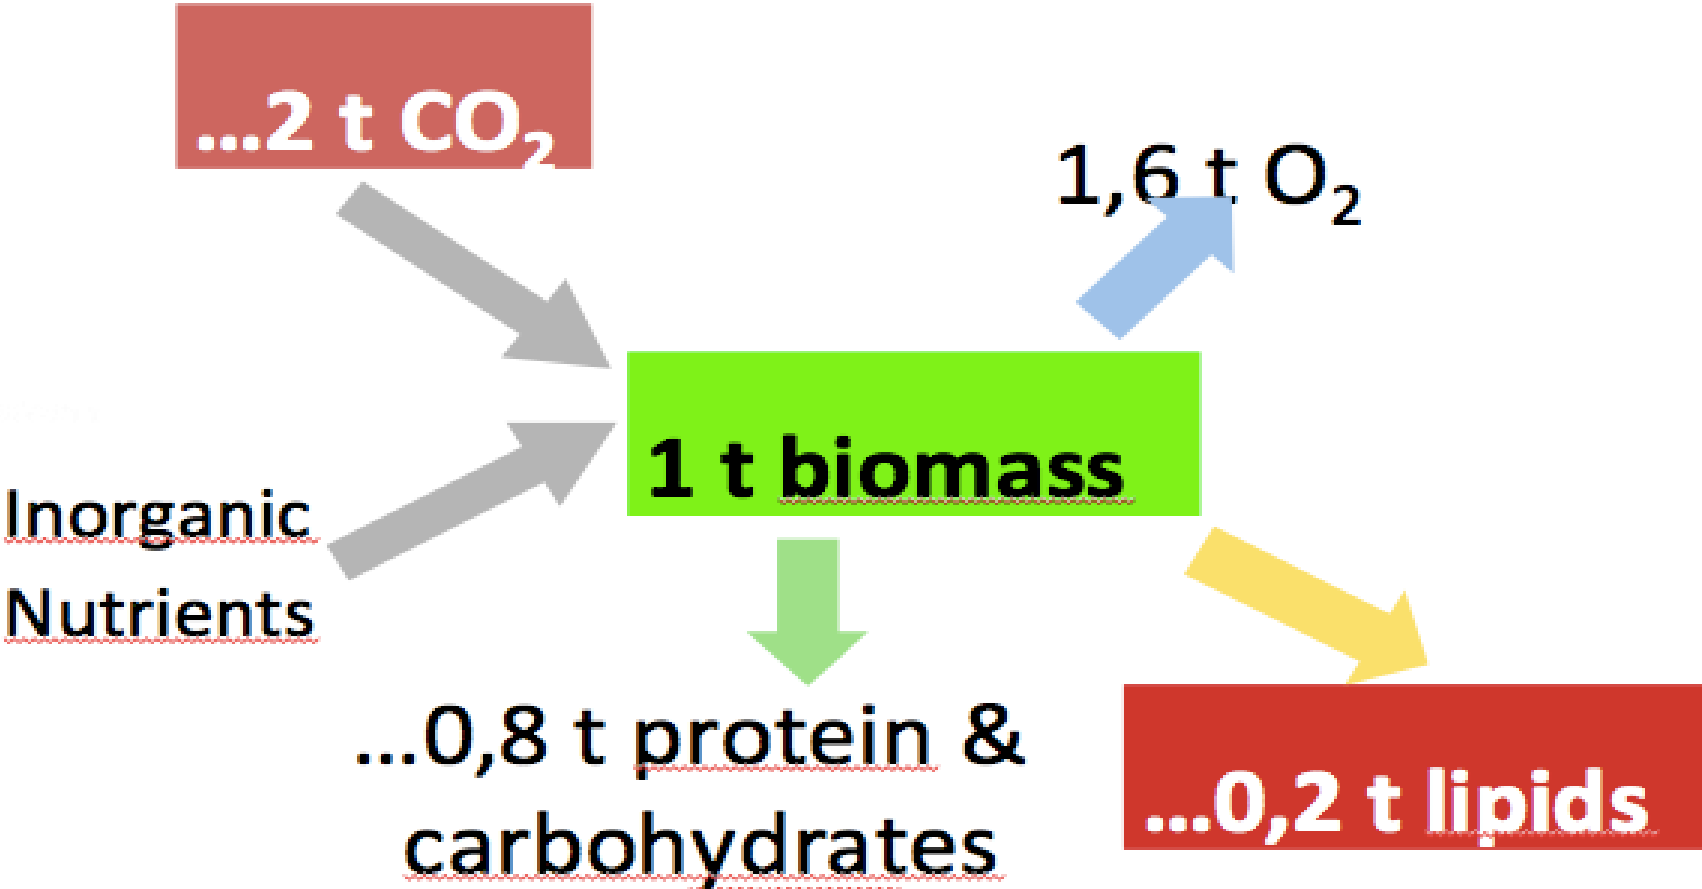 ...2 t CO₂
1,6 t O₂
1 t biomass
Inorganic
Nutrients
...0,8 t protein &
carbohydrates
...0,2 t lipids